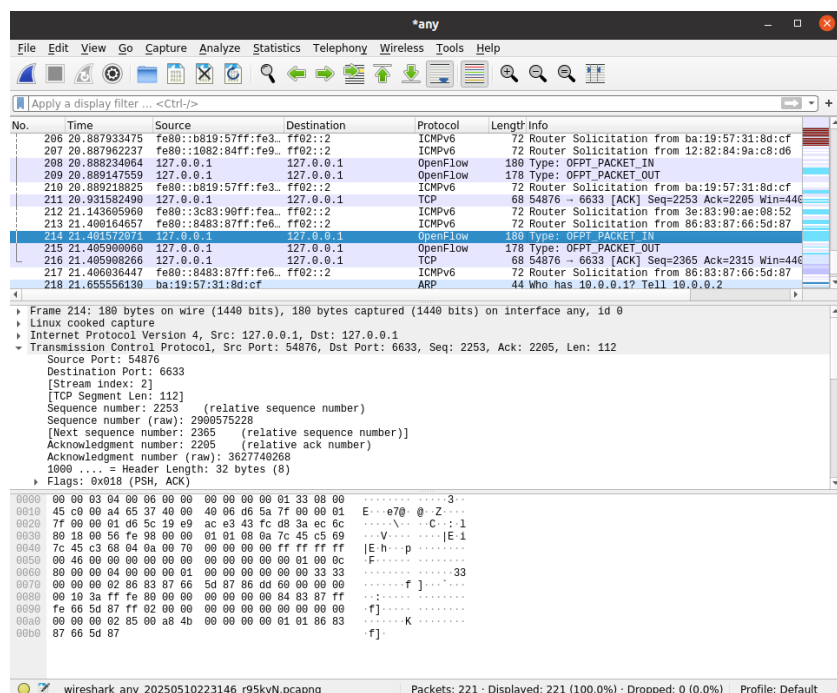 *any
File Edit View Go Capture Analyze Statistics Telephony Wireless Tools Help
Apply a display filter ... <Ctrl-/>
No. Time Source Destination Protocol Length Info
206 20.887933475 fe80::b819:57ff:fe3… ff02::2 ICMPv6 72 Router Solicitation from ba:19:57:31:8d:cf
207 20.887962237 fe80::1082:84ff:fe9… ff02::2 ICMPv6 72 Router Solicitation from 12:82:84:9a:c8:d6
208 20.888234064 127.0.0.1 127.0.0.1 OpenFlow 180 Type: OFPT_PACKET_IN
209 20.889147559 127.0.0.1 127.0.0.1 OpenFlow 178 Type: OFPT_PACKET_OUT
210 20.889218825 fe80::b819:57ff:fe3… ff02::2 ICMPv6 72 Router Solicitation from ba:19:57:31:8d:cf
211 20.931582490 127.0.0.1 127.0.0.1 TCP 68 54876 → 6633 [ACK] Seq=2253 Ack=2205 Win=440
212 21.143605960 fe80::3c83:90ff:fea… ff02::2 ICMPv6 72 Router Solicitation from 3e:83:90:ae:08:52
213 21.400164657 fe80::8483:87ff:fe6… ff02::2 ICMPv6 72 Router Solicitation from 86:83:87:66:5d:87
214 21.401572071 127.0.0.1 127.0.0.1 OpenFlow 180 Type: OFPT_PACKET_IN
215 21.405900060 127.0.0.1 127.0.0.1 OpenFlow 178 Type: OFPT_PACKET_OUT
216 21.405908266 127.0.0.1 127.0.0.1 TCP 68 54876 → 6633 [ACK] Seq=2365 Ack=2315 Win=440
217 21.406036447 fe80::8483:87ff:fe6… ff02::2 ICMPv6 72 Router Solicitation from 86:83:87:66:5d:87
218 21.655556130 ba:19:57:31:8d:cf ARP 44 Who has 10.0.0.1? Tell 10.0.0.2
Frame 214: 180 bytes on wire (1440 bits), 180 bytes captured (1440 bits) on interface any, id 0
Linux cooked capture
Internet Protocol Version 4, Src: 127.0.0.1, Dst: 127.0.0.1
Transmission Control Protocol, Src Port: 54876, Dst Port: 6633, Seq: 2253, Ack: 2205, Len: 112
Source Port: 54876
Destination Port: 6633
[Stream index: 2]
[TCP Segment Len: 112]
Sequence number: 2253 (relative sequence number)
Sequence number (raw): 2900575228
[Next sequence number: 2365 (relative sequence number)]
Acknowledgment number: 2205 (relative ack number)
Acknowledgment number (raw): 3627740268
1000 .... = Header Length: 32 bytes (8)
Flags: 0x018 (PSH, ACK)
0000 00 00 03 04 00 06 00 00 00 00 00 00 01 33 08 00 ········ ·····3··
0010 45 c0 00 a4 65 37 40 00 40 06 d6 5a 7f 00 00 01 E···e7@· @··Z····
0020 7f 00 00 01 d6 5c 19 e9 ac e3 43 fc d8 3a ec 6c ·····\·· ··C··:·l
0030 80 18 00 56 fe 98 00 00 01 01 08 0a 7c 45 c5 69 ···V···· ····|E·i
0040 7c 45 c3 68 04 0a 00 70 00 00 00 00 ff ff ff ff |E·h···p ········
0050 00 46 00 00 00 00 00 00 00 00 00 00 00 01 00 0c ·F······ ········
0060 80 00 00 04 00 00 00 01 00 00 00 00 00 00 33 33 ········ ······33
0070 00 00 00 02 86 83 87 66 5d 87 86 dd 60 00 00 00 ·······f ]···`···
0080 00 10 3a ff fe 80 00 00 00 00 00 00 84 83 87 ff ··:····· ········
0090 fe 66 5d 87 ff 02 00 00 00 00 00 00 00 00 00 00 ·f]····· ········
00a0 00 00 00 02 85 00 a8 4b 00 00 00 00 01 01 86 83 ·······K ········
00b0 87 66 5d 87 ·f]·
wireshark_any_20250510223146_r95kyN.pcapng Packets: 221 · Displayed: 221 (100.0%) · Dropped: 0 (0.0%) Profile: Default